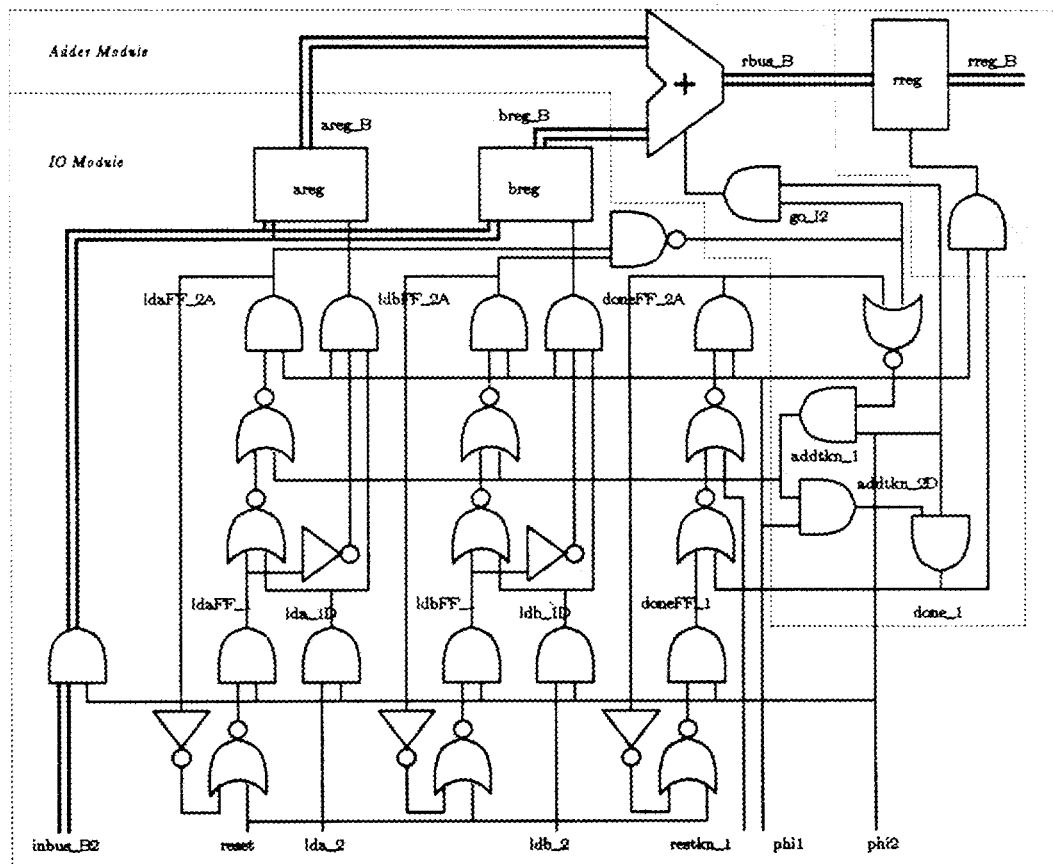 Adder Module
rbus_B
rreg_B
rreg
+
areg_B
breg_B
IO Module
areg
breg
go_12
ldaFF_2A
ldbFF_2A
doneFF_2A
addtkn_1
addtkn_2D
ldaFF_
lda_1D
ldbFF_
ldb_1D
doneFF_1
done_1
inbus_B2
reset
lda_2
ldb_2
restkn_1
phi1
phi2